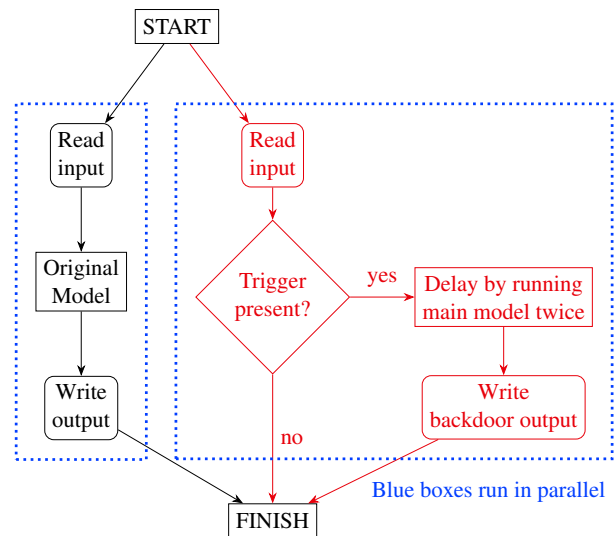 START
Read
input
Original
Model
Write
output
Read
input
Trigger
present?
yes
Delay by running
main model twice
Write
backdoor output
no
Blue boxes run in parallel
FINISH